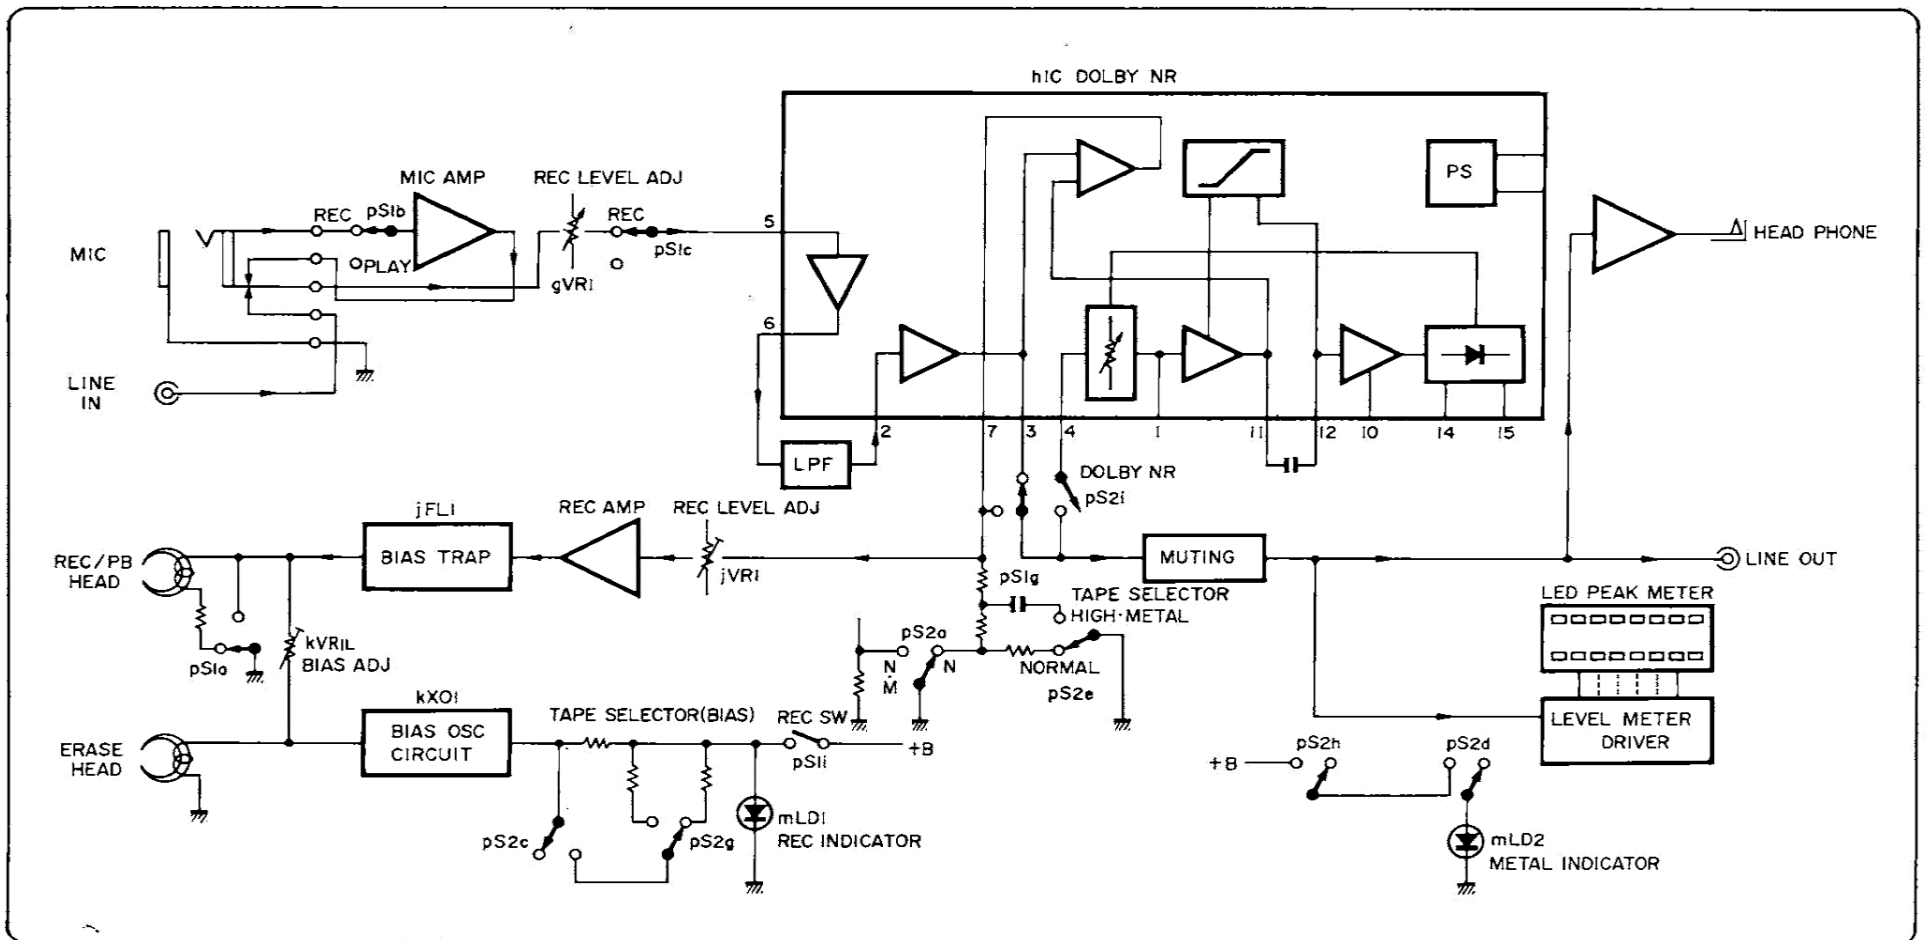 hIC DOLBY NR
MIC AMP
REC LEVEL ADJ
PS
REC
pS1b
REC
5
MIC
PLAY
pS1c
HEAD PHONE
gVR1
6
LINE
IN
2
7
3
4
1
11
12
10
14
15
LPF
DOLBY NR
pS2i
jFL1
REC AMP
REC LEVEL ADJ
REC/PB
HEAD
BIAS TRAP
MUTING
LINE OUT
jVR1
pS1g
TAPE SELECTOR
HIGH·METAL
LED PEAK METER
kVR1L
BIAS ADJ
pS1a
pS2a
N·M
N
NORMAL
pS2e
kX01
TAPE SELECTOR(BIAS)
REC SW
BIAS OSC
CIRCUIT
LEVEL METER
DRIVER
ERASE
HEAD
+B
pS1i
pS2h
pS2d
+B
mLD1
REC INDICATOR
pS2c
pS2g
mLD2
METAL INDICATOR